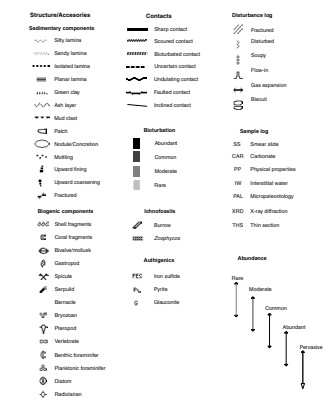 Structure/Accesories
Sedimentary components
Silty lamina
Sandy lamina
Isolated lamina
Planar lamina
Green clay
Ash layer
Mud clast
Patch
Nodule/Concretion
Mottling
Upward fining
Upward coarsening
Fractured
Biogenic components
Shell fragments
Coral fragments
Bivalve/mollusk
Gastropod
Spicule
Serpulid
Barnacle
Bryozoan
Pteropod
Vertebrate
Benthic foraminifer
Planktonic foraminifer
Diatom
Radiolarian
Contacts
Sharp contact
Scoured contact
Bioturbated contact
Uncertain contact
Undulating contact
Faulted contact
Inclined contact
Bioturbation
Abundant
Common
Moderate
Rare
Ichnofossils
Burrow
Zoophycos
Authigenics
FES Iron sulfide
Py Pyrite
G Glauconite
Disturbance log
Fractured
Disturbed
Soupy
Flow-in
Gas expansion
Biscuit
Sample log
SS Smear slide
CAR Carbonate
PP Physical properties
IW Interstitial water
PAL Micropaleontology
XRD X-ray diffraction
THS Thin section
Abundance
Rare
Moderate
Common
Abundant
Pervasive